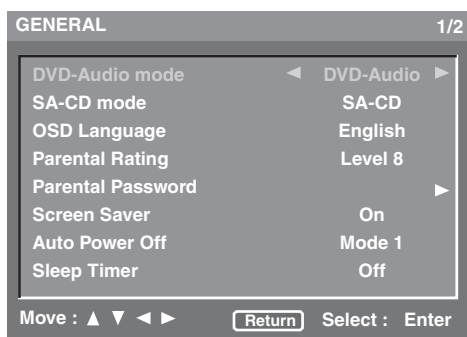 GENERAL 1/2
DVD-Audio mode ◀ DVD-Audio ▶
SA-CD mode SA-CD
OSD Language English
Parental Rating Level 8
Parental Password ▶
Screen Saver On
Auto Power Off Mode 1
Sleep Timer Off
Move : ▲ ▼ ◀ ▶ Return Select : Enter